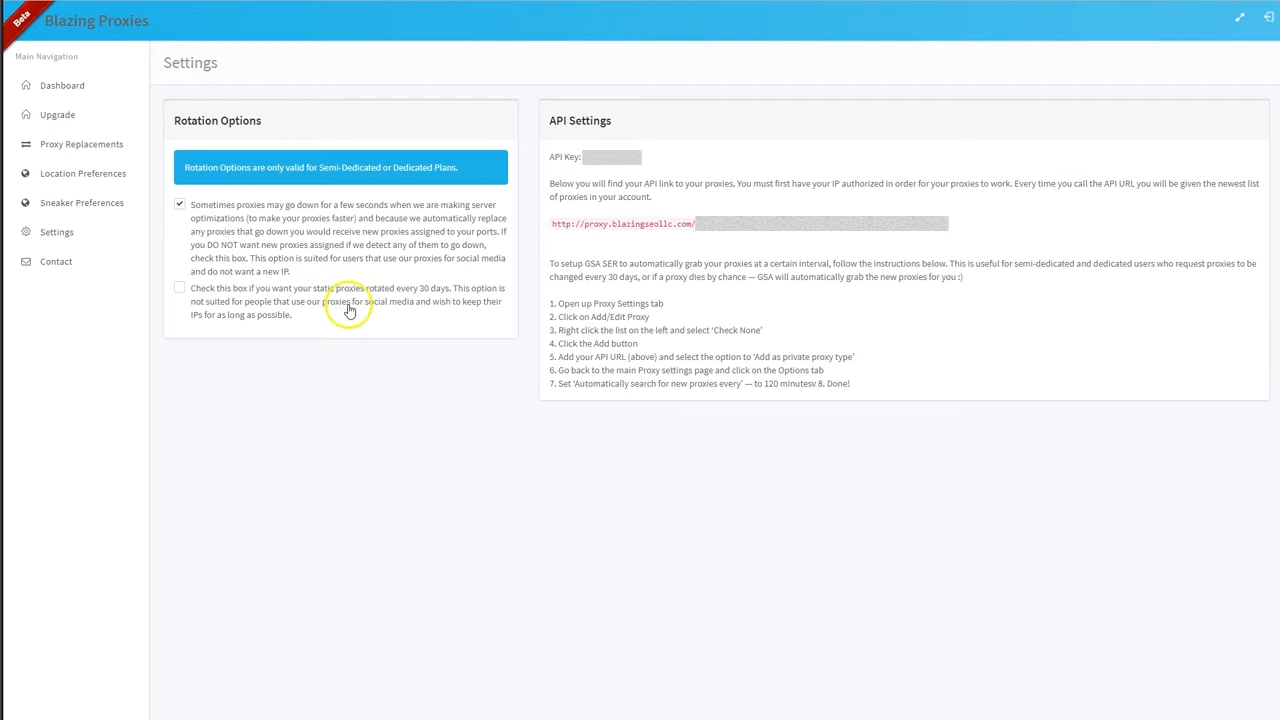 Beta
Blazing Proxies
Main Navigation
Dashboard
Upgrade
Proxy Replacements
Location Preferences
Sneaker Preferences
Settings
Contact
Settings
Rotation Options
Rotation Options are only valid for Semi-Dedicated or Dedicated Plans.
Sometimes proxies may go down for a few seconds when we are making server
optimizations (to make your proxies faster) and because we automatically replace
any proxies that go down you would receive new proxies assigned to your ports. If
you DO NOT want new proxies assigned if we detect any of them to go down,
check this box. This option is suited for users that use our proxies for social media
and do not want a new IP.
Check this box if you want your static proxies rotated every 30 days. This option is
not suited for people that use our proxies for social media and wish to keep their
IPs for as long as possible.
API Settings
API Key:
Below you will find your API link to your proxies. You must first have your IP authorized in order for your proxies to work. Every time you call the API URL you will be given the newest list
of proxies in your account.
http://proxy.blazingseollc.com/
To setup GSA SER to automatically grab your proxies at a certain interval, follow the instructions below. This is useful for semi-dedicated and dedicated users who request proxies to be
changed every 30 days, or if a proxy dies by chance — GSA will automatically grab the new proxies for you :)
1. Open up Proxy Settings tab
2. Click on Add/Edit Proxy
3. Right click the list on the left and select ‘Check None’
4. Click the Add button
5. Add your API URL (above) and select the option to ‘Add as private proxy type’
6. Go back to the main Proxy settings page and click on the Options tab
7. Set ‘Automatically search for new proxies every’ — to 120 minutesv 8. Done!